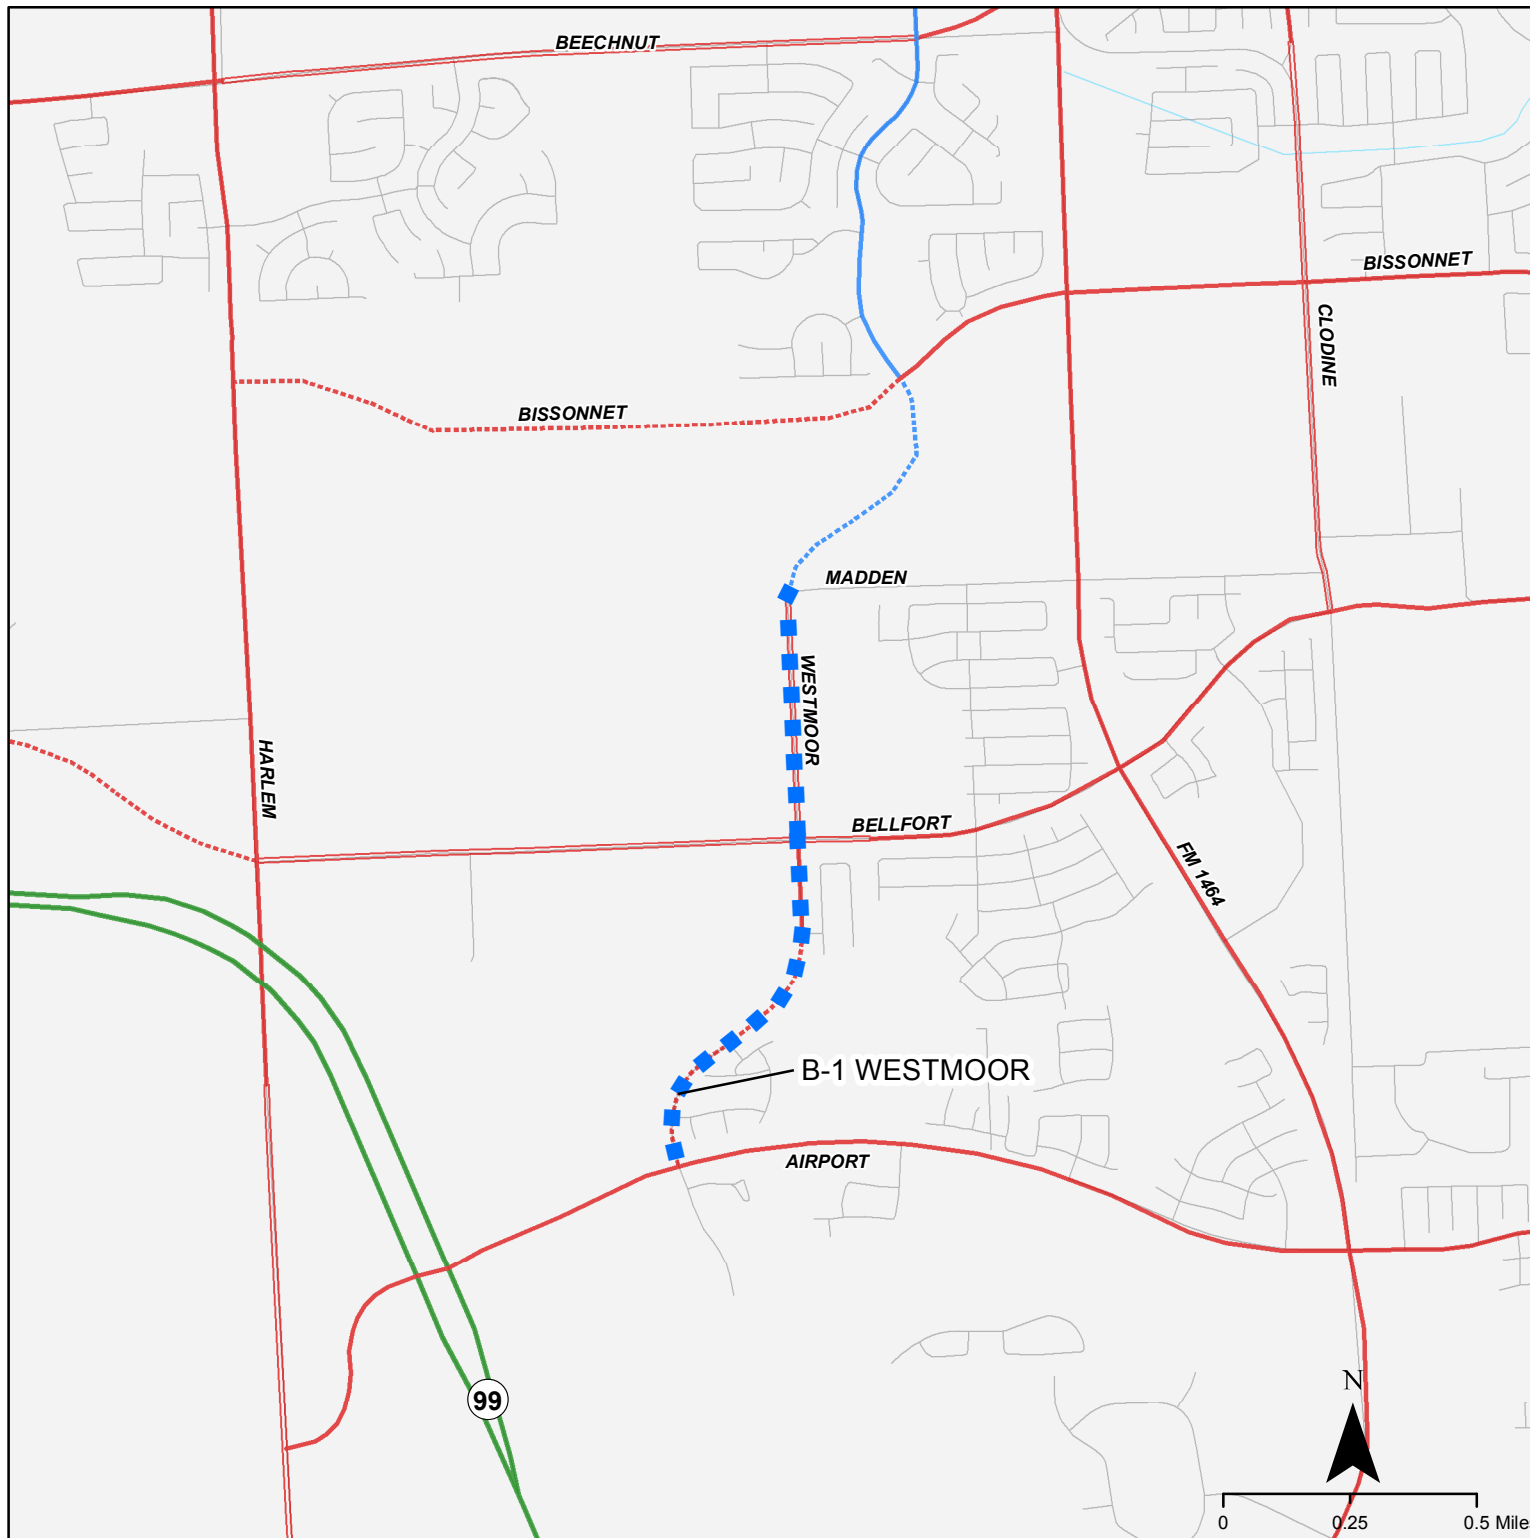 BEECHNUT
BISSONNET
CLODINE
BISSONNET
MADDEN
WESTMOOR
HARLEM
BELLFORT
FM 1464
B-1 WESTMOOR
AIRPORT
99
N
0 0.25 0.5 Mile